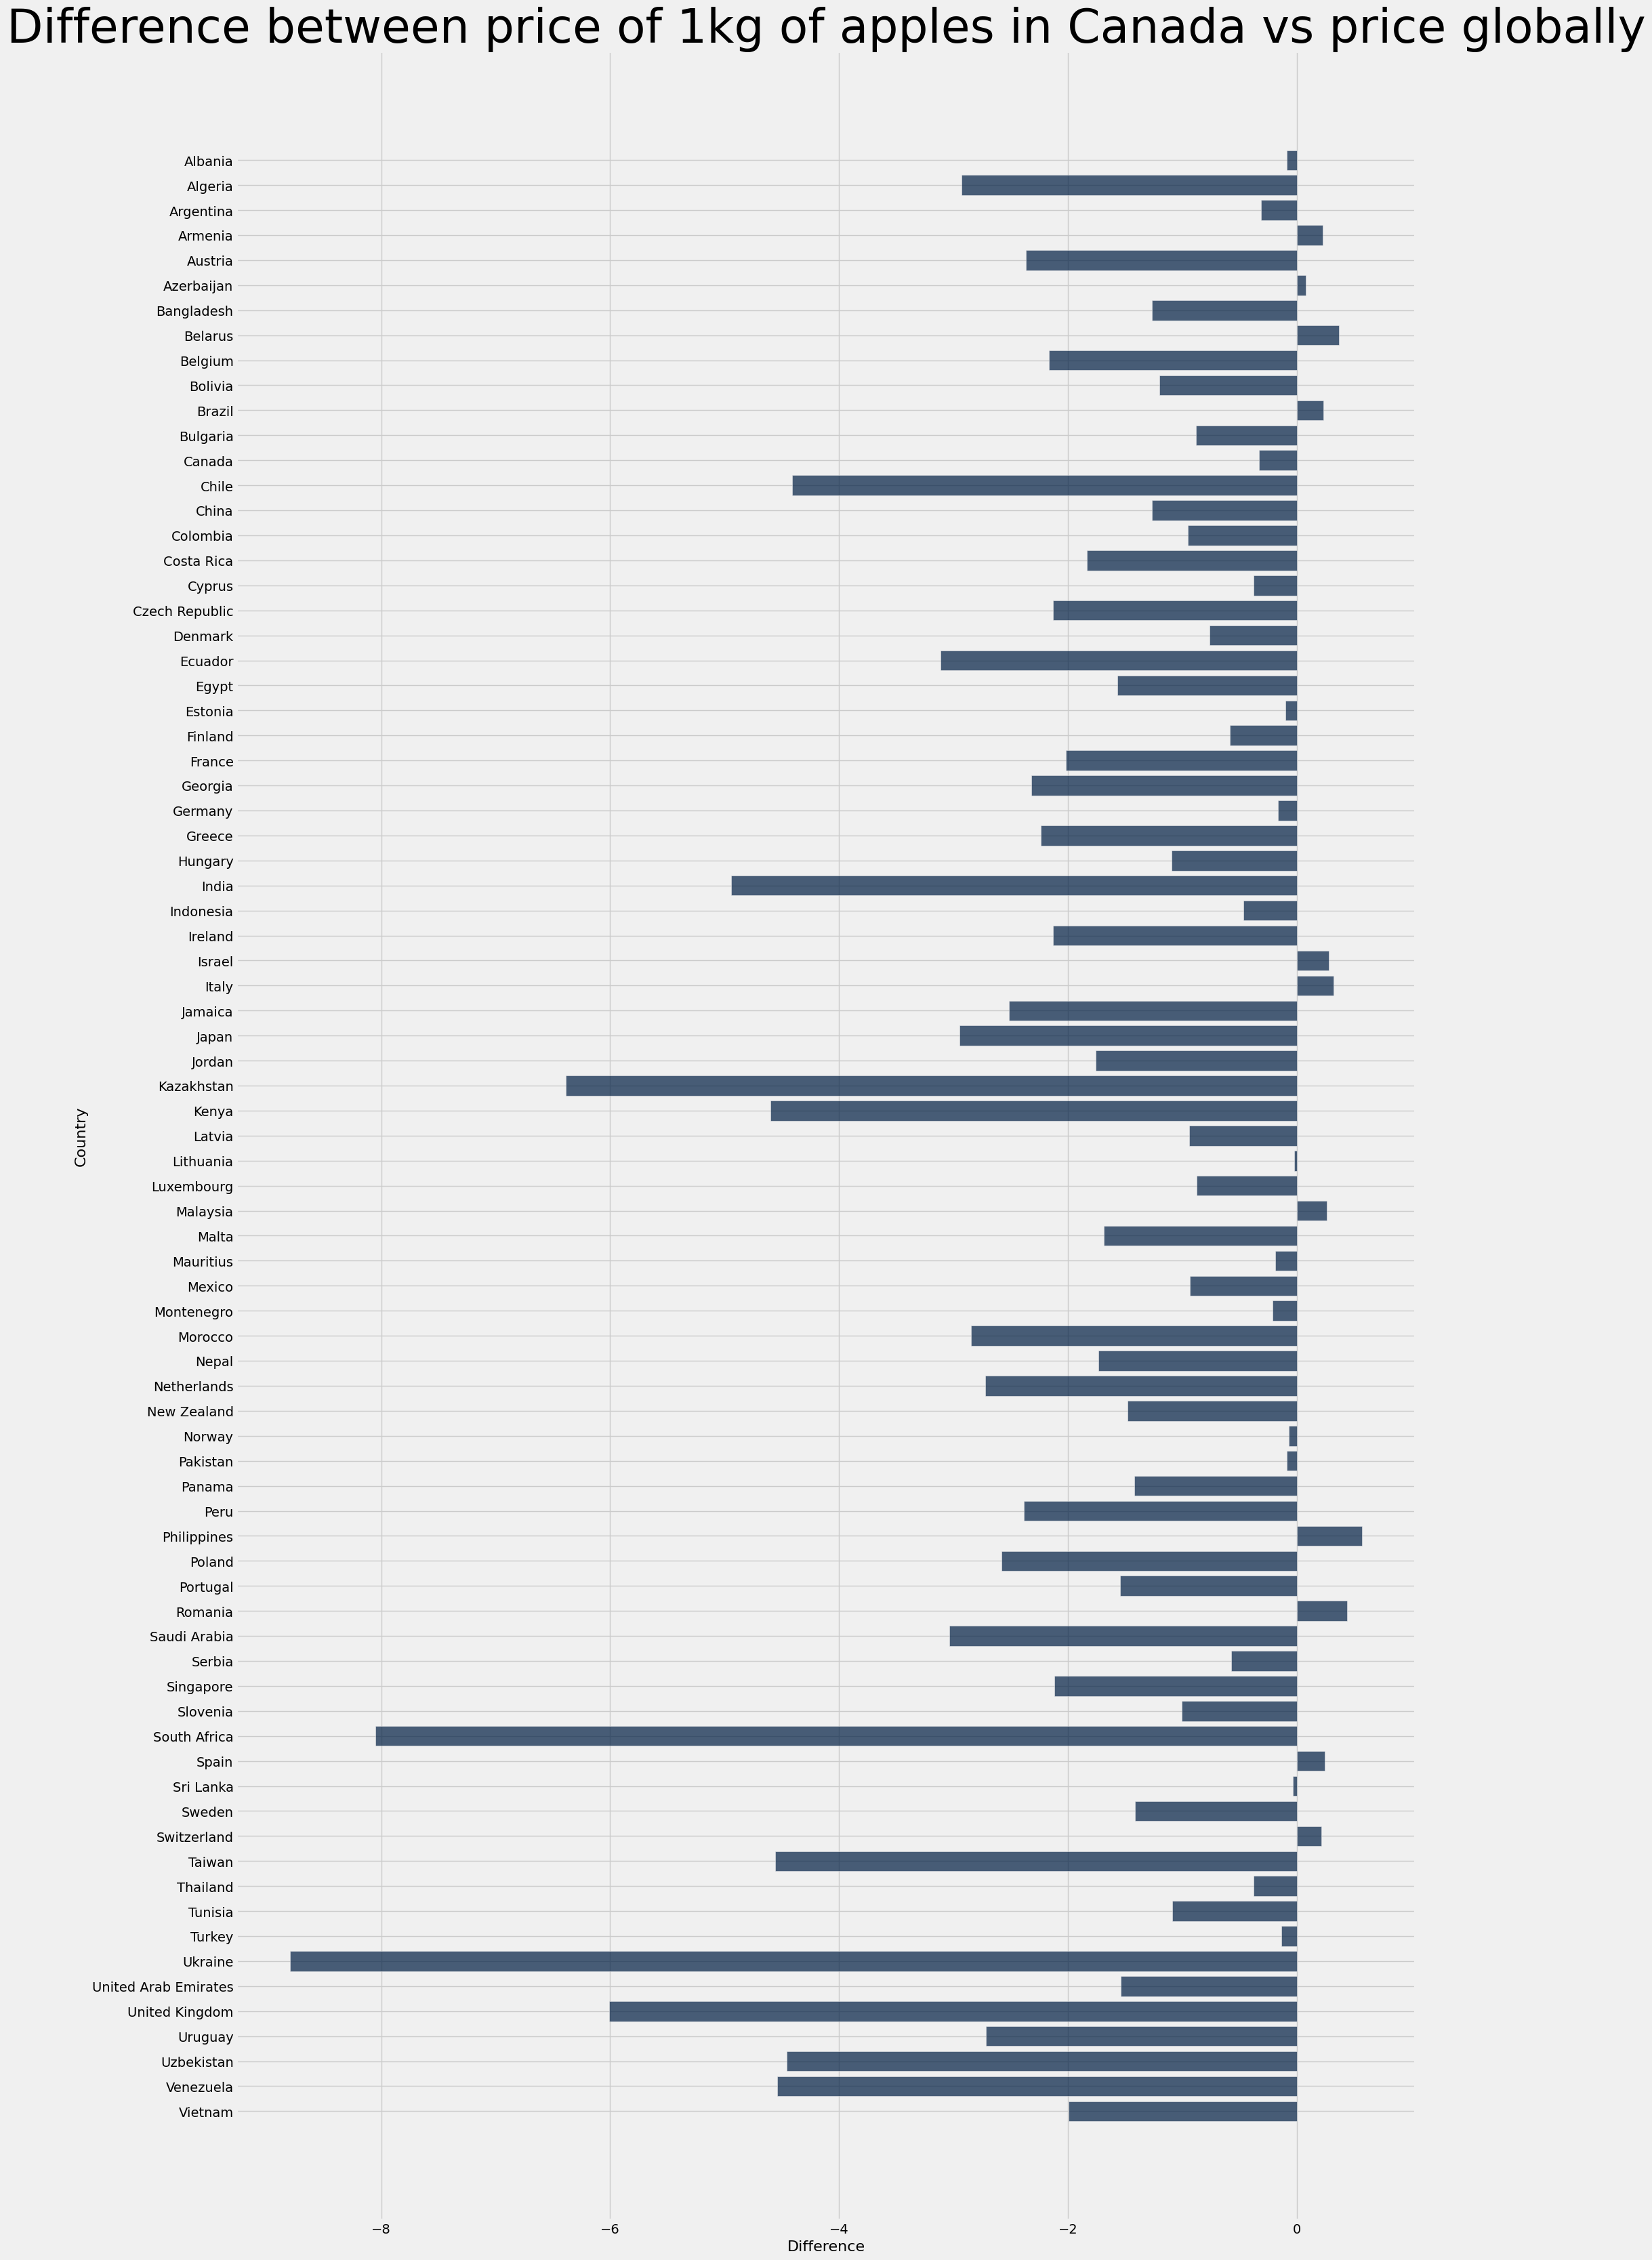 Difference between price of 1kg of apples in Canada vs price globally
Albania
Algeria
Argentina
Armenia
Austria
Azerbaijan
Bangladesh
Belarus
Belgium
Bolivia
Brazil
Bulgaria
Canada
Chile
China
Colombia
Costa Rica
Cyprus
Czech Republic
Denmark
Ecuador
Egypt
Estonia
Finland
France
Georgia
Germany
Greece
Hungary
India
Indonesia
Ireland
Israel
Italy
Jamaica
Japan
Jordan
Kazakhstan
Kenya
Latvia
Lithuania
Luxembourg
Malaysia
Malta
Mauritius
Mexico
Montenegro
Morocco
Nepal
Netherlands
New Zealand
Norway
Pakistan
Panama
Peru
Philippines
Poland
Portugal
Romania
Saudi Arabia
Serbia
Singapore
Slovenia
South Africa
Spain
Sri Lanka
Sweden
Switzerland
Taiwan
Thailand
Tunisia
Turkey
Ukraine
United Arab Emirates
United Kingdom
Uruguay
Uzbekistan
Venezuela
Vietnam
Country
−8 −6 −4 −2 0
Difference